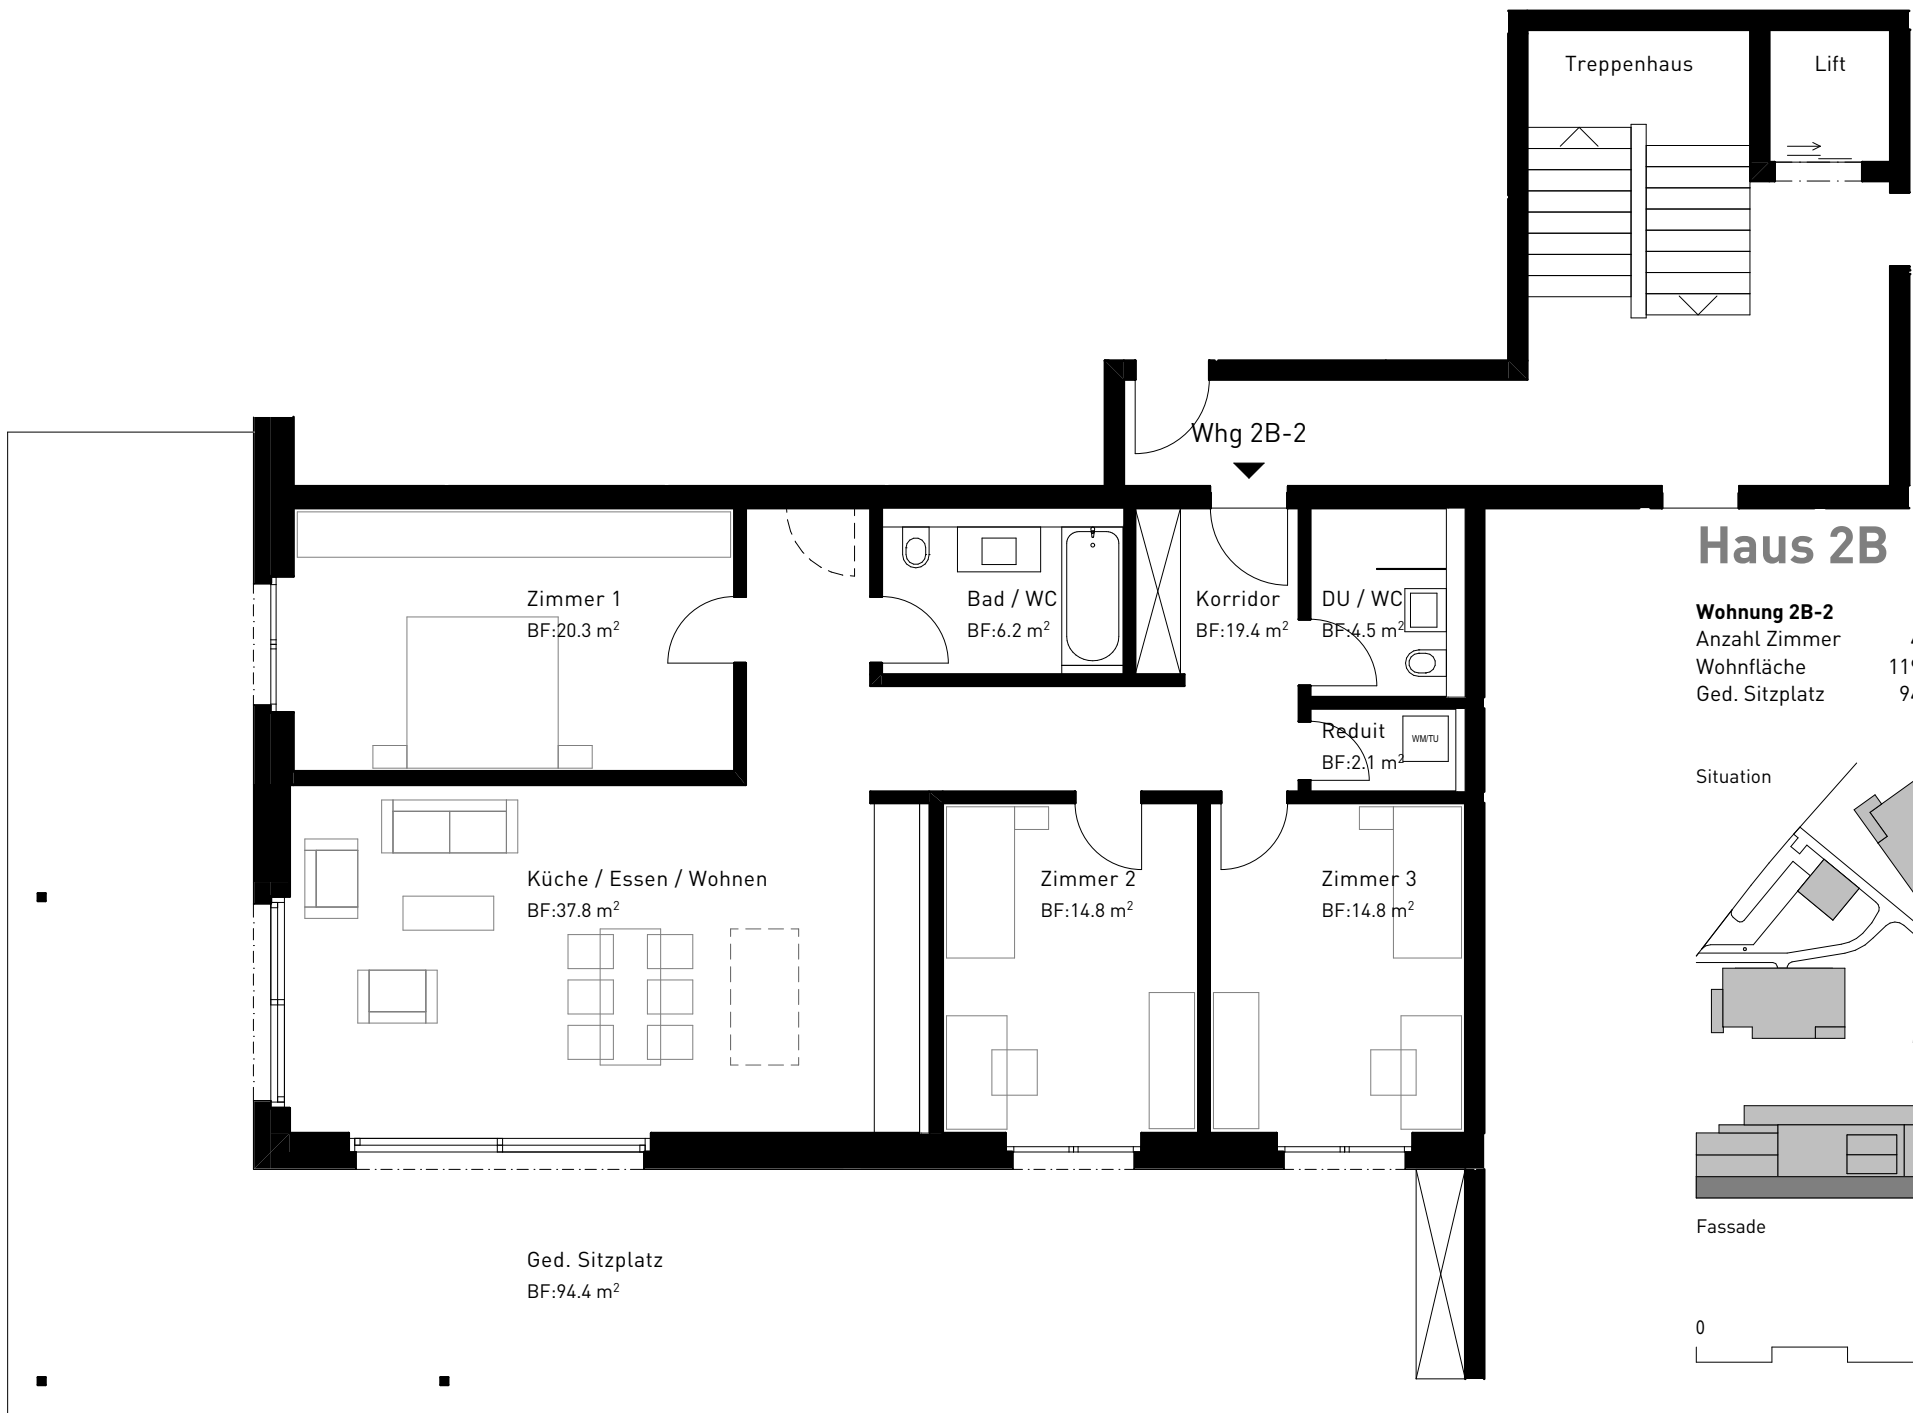 Treppenhaus
Lift
Whg 2B-2
Haus 2B
Zimmer 1
BF:20.3 m²
Bad / WC
BF:6.2 m²
Korridor
BF:19.4 m²
DU / WC
BF:4.5 m²
Wohnung 2B-2
Anzahl Zimmer
Wohnfläche 119
Ged. Sitzplatz 94
Reduit
BF:2.1 m²
WM/TU
Situation
Küche / Essen / Wohnen
BF:37.8 m²
Zimmer 2
BF:14.8 m²
Zimmer 3
BF:14.8 m²
Fassade
Ged. Sitzplatz
BF:94.4 m²
0